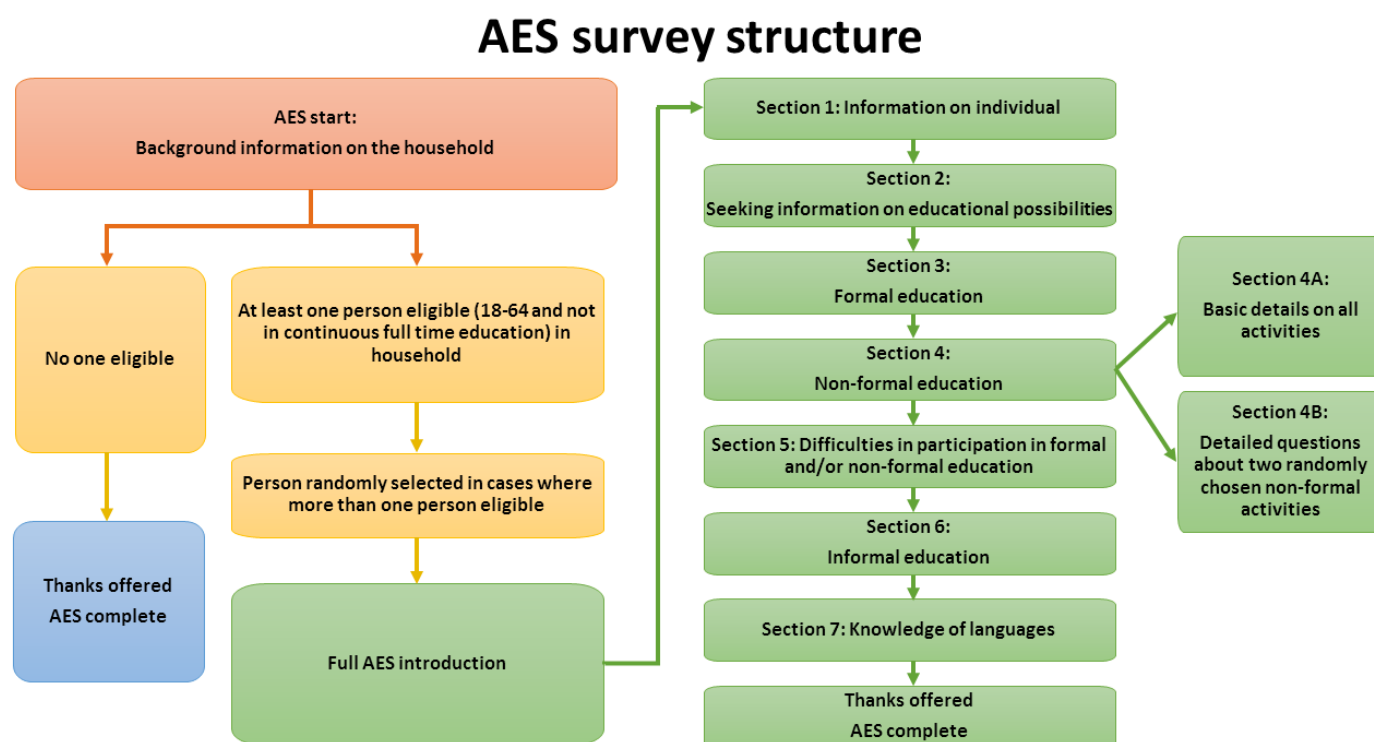 AES survey structure
AES start:
Background information on the household
No one eligible
Thanks offered
AES complete
At least one person eligible (18-64 and not
in continuous full time education) in
household
Person randomly selected in cases where
more than one person eligible
Full AES introduction
Section 1: Information on individual
Section 2:
Seeking information on educational possibilities
Section 3:
Formal education
Section 4:
Non-formal education
Section 4A:
Basic details on all
activities
Section 4B:
Detailed questions
about two randomly
chosen non-formal
activities
Section 5: Difficulties in participation in formal
and/or non-formal education
Section 6:
Informal education
Section 7: Knowledge of languages
Thanks offered
AES complete